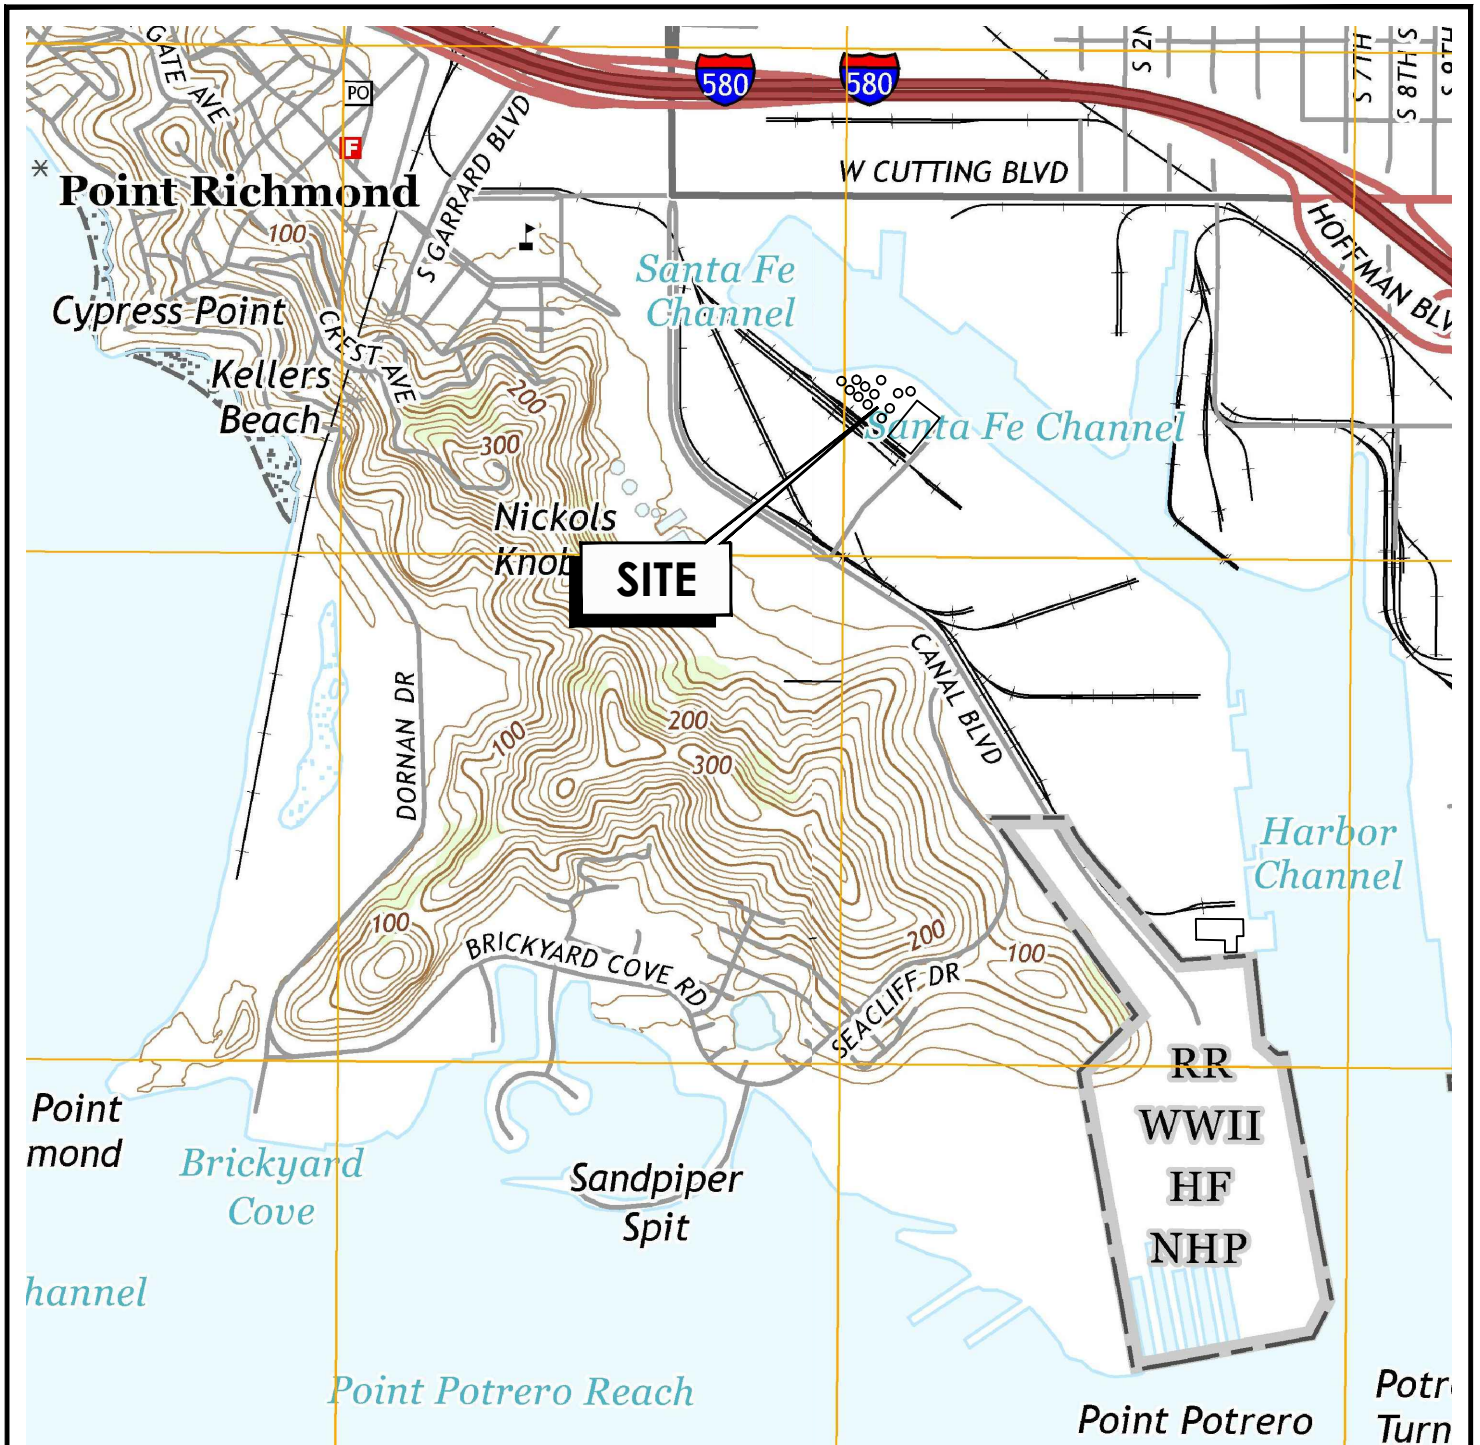 GATE AVE
PO
F
580
580
S 7TH
S 8TH S
W CUTTING BLVD
Point Richmond
S GARRARD BLVD
100
HOFFMAN BLV
Santa Fe
Channel
Cypress Point
CREST AVE
Kellers
Beach
200
300
Santa Fe Channel
Nickols
Knob
SITE
CANAL BLVD
DORNAN DR
100
200
300
Harbor
Channel
100
BRICKYARD COVE RD
200
100
SEACLIFF DR
RR
WWII
HF
NHP
Point
mond
Brickyard
Cove
Sandpiper
Spit
hannel
Point Potrero Reach
Point Potrero
Potr
Turn